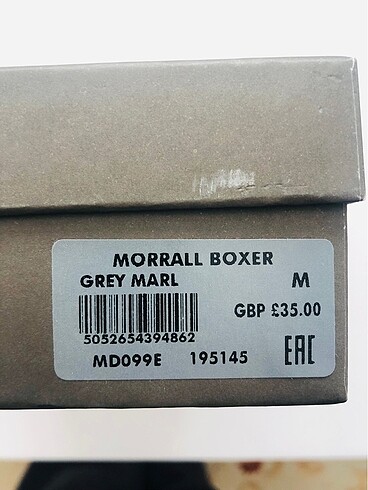 MORRALL BOXER
GREY MARL M
GBP £35.00
5052654394862
MD099E 195145
EAC